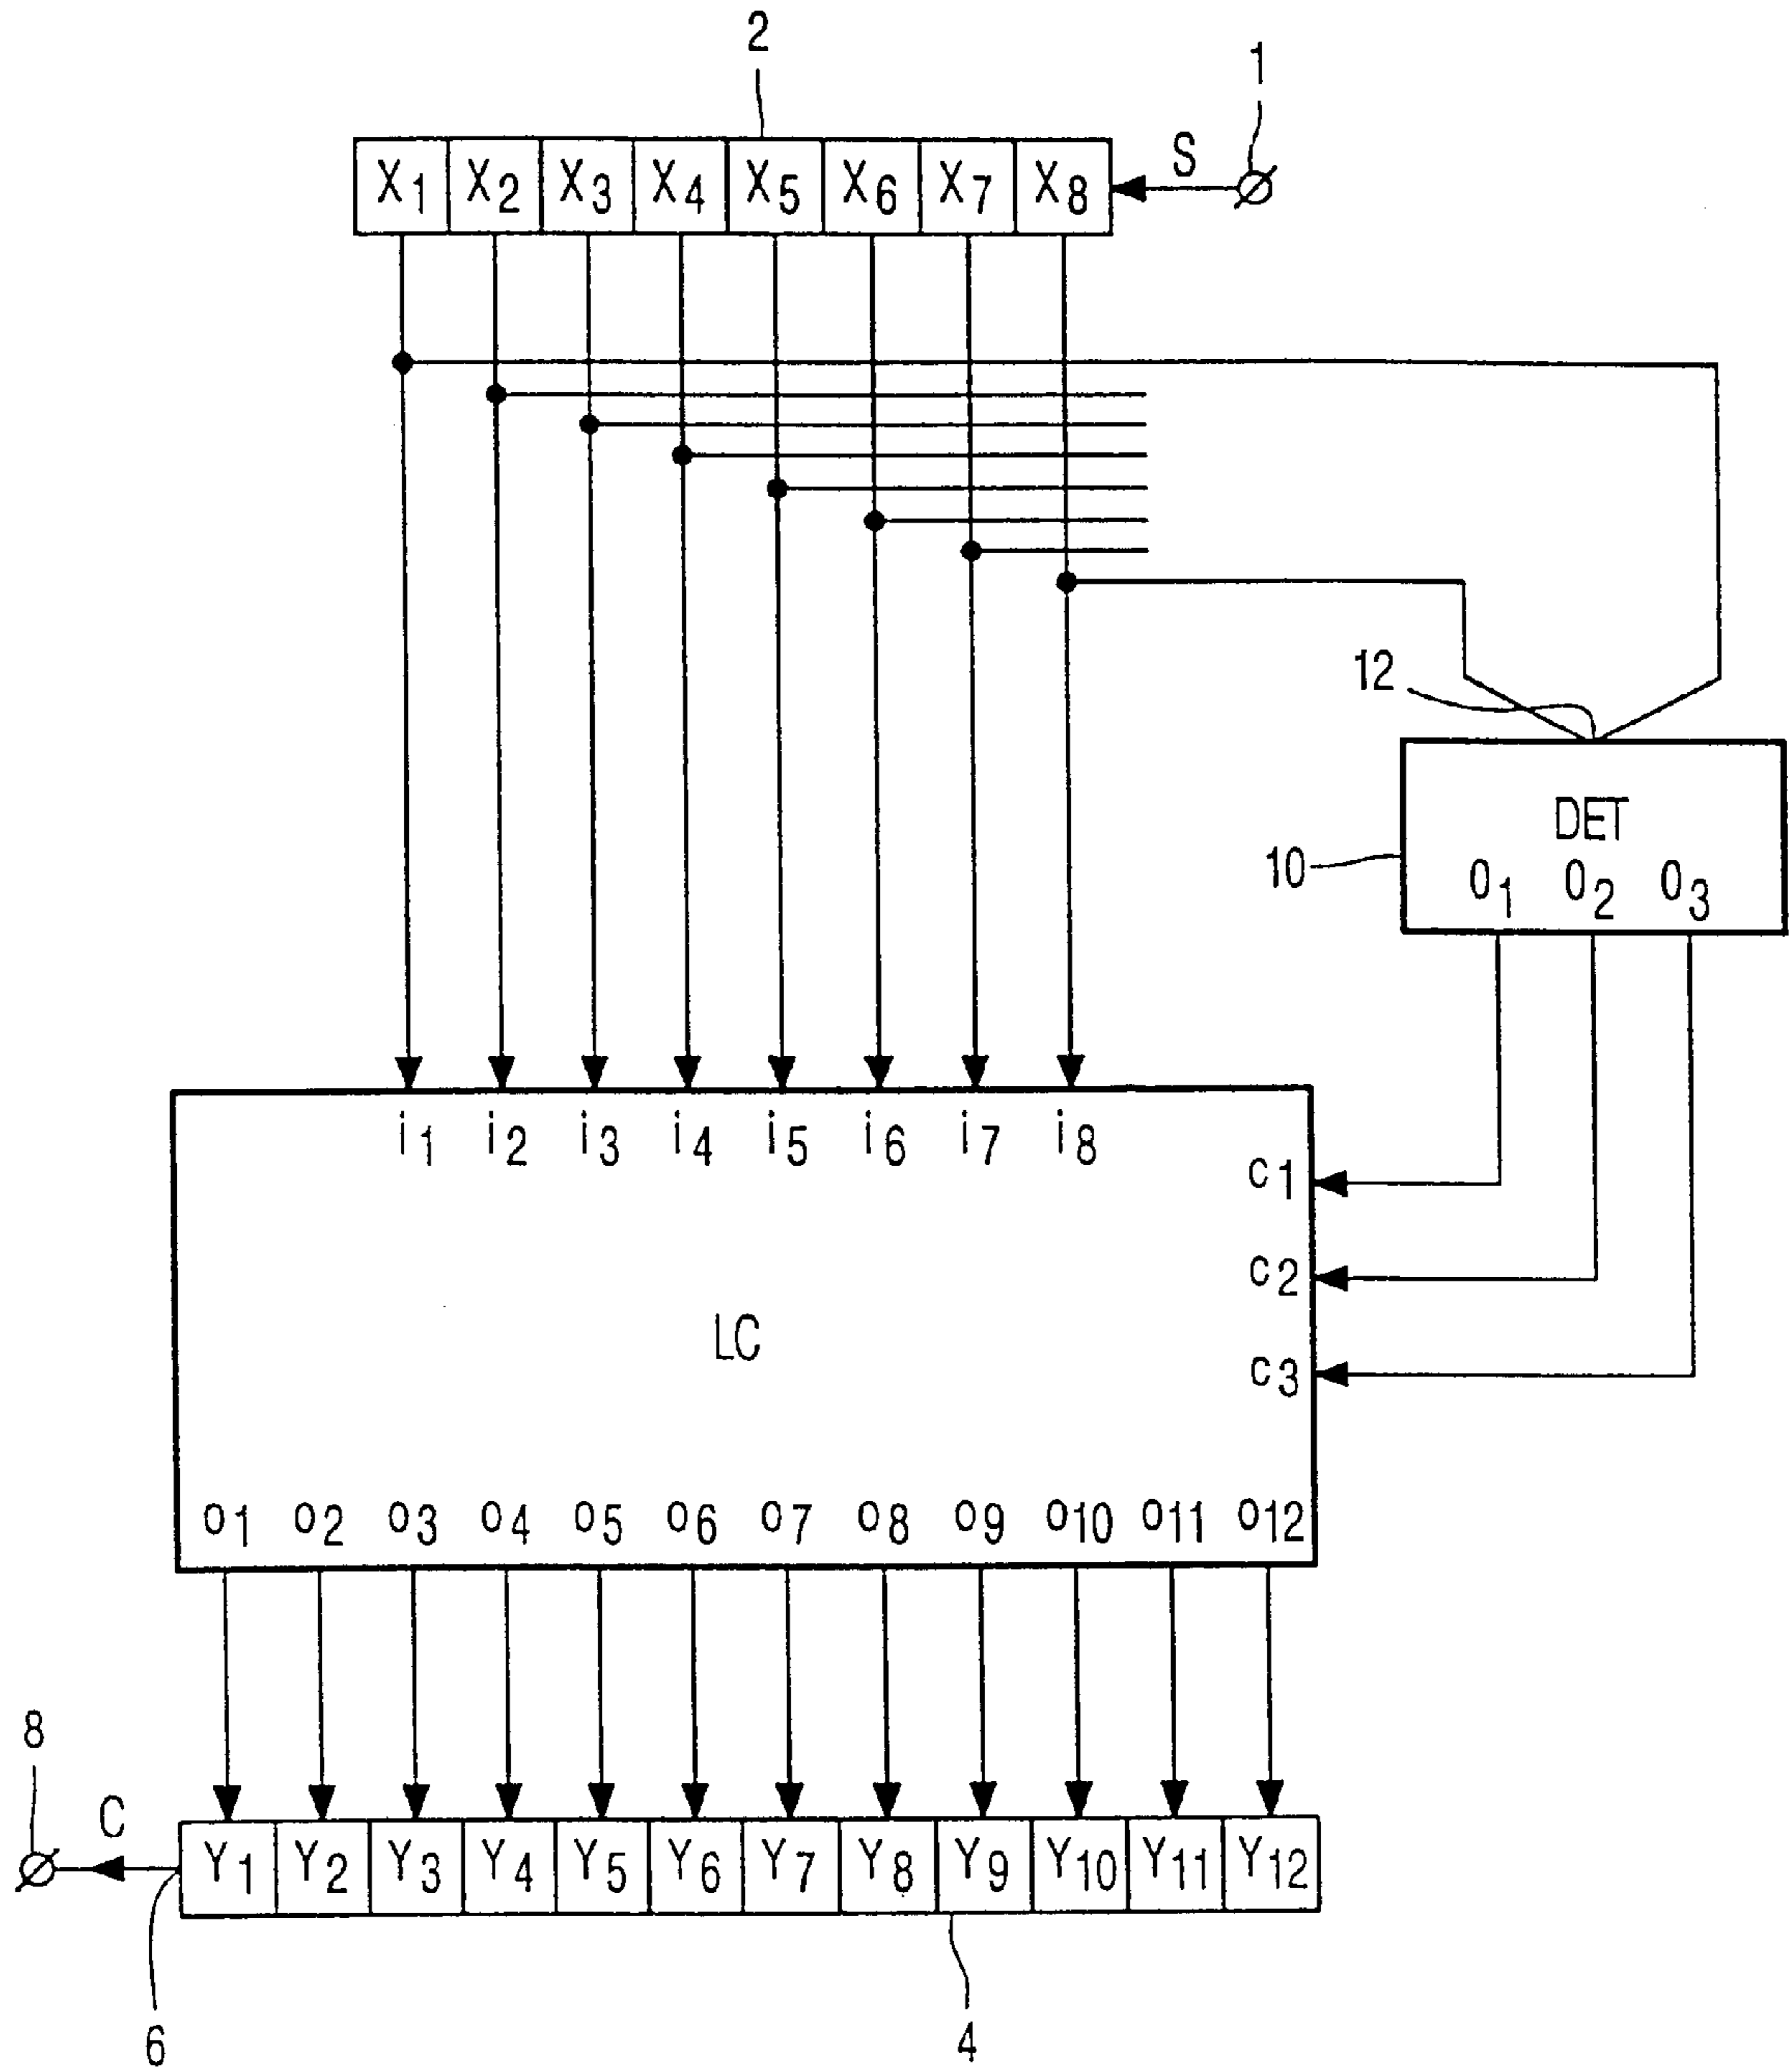 2
1
X1 X2 X3 X4 X5 X6 X7 X8
S
12
DET
10
O1 O2 O3
i1 i2 i3 i4 i5 i6 i7 i8
c1
c2
LC
c3
o1 o2 o3 o4 o5 o6 o7 o8 o9 o10 o11 o12
8
C
Y1 Y2 Y3 Y4 Y5 Y6 Y7 Y8 Y9 Y10 Y11 Y12
6
4